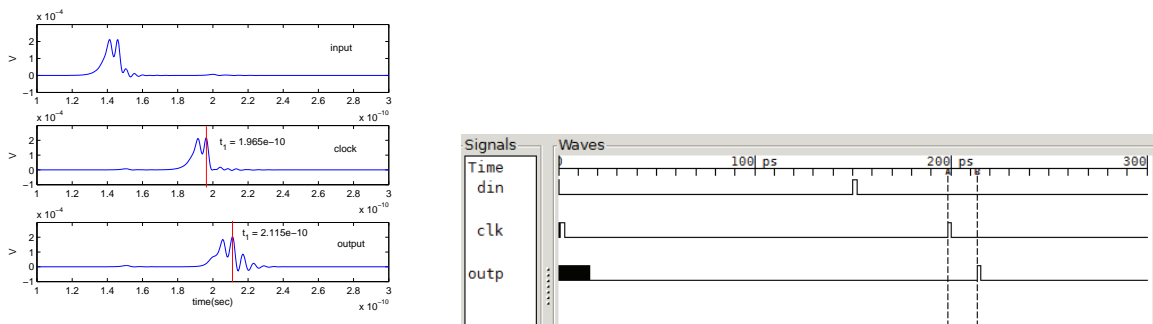 x 10⁻⁴
2
1
0
−1
V
input
1 1.2 1.4 1.6 1.8 2 2.2 2.4 2.6 2.8 3
x 10⁻¹⁰
x 10⁻⁴
2
1
0
−1
V
t₁ = 1.965e−10
clock
1 1.2 1.4 1.6 1.8 2 2.2 2.4 2.6 2.8 3
x 10⁻¹⁰
x 10⁻⁴
2
1
0
−1
V
t₁ = 2.115e−10
output
1 1.2 1.4 1.6 1.8 2 2.2 2.4 2.6 2.8 3
time(sec)
x 10⁻¹⁰
Signals
Waves
Time
0 100 ps 200 ps 300
din
clk
outp